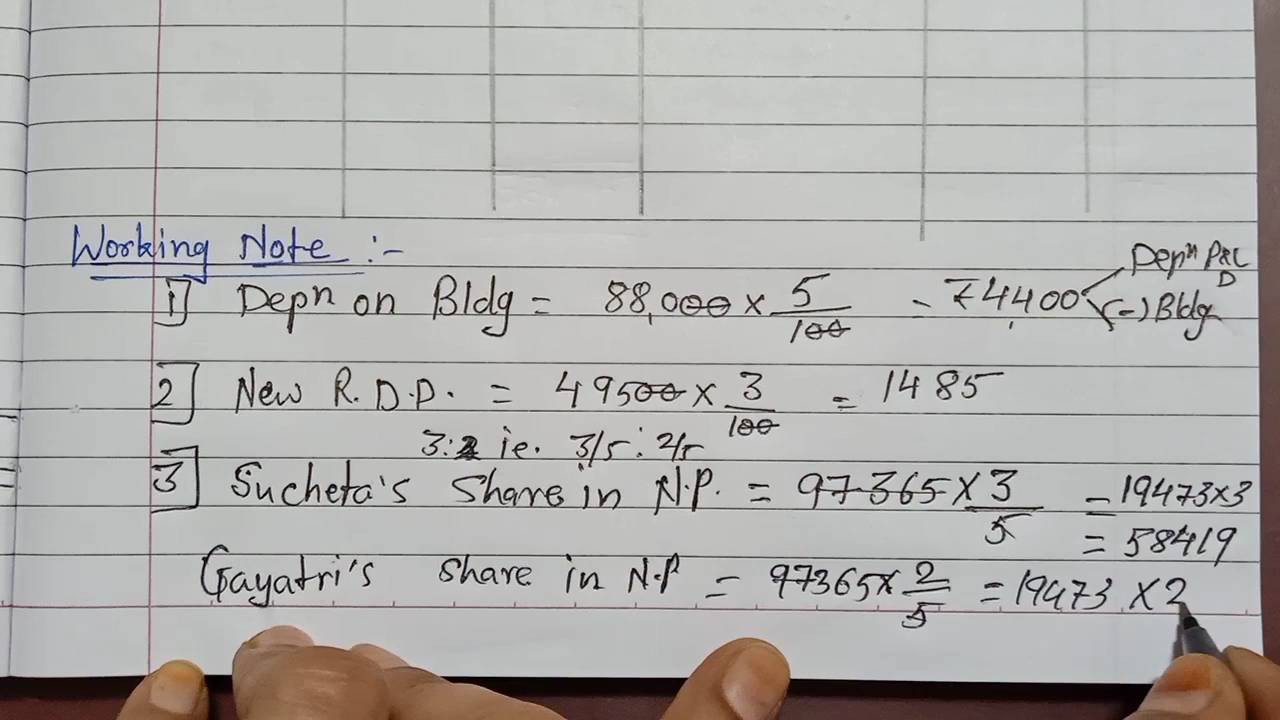 Working Note :-
Depn P&L D
1] Depn on Bldg = 88,000 x 5/100 = ₹4400 (-) Bldg
2] New R.D.D. = 49500 x 3/100 = 1485
3:2 ie. 3/5 : 2/5
3] Sucheta's Share in N.P. = 97365 x 3/5 = 19473x3
= 58419
Gayatri's Share in N.P = 97365 x 2/5 = 19473 x 2